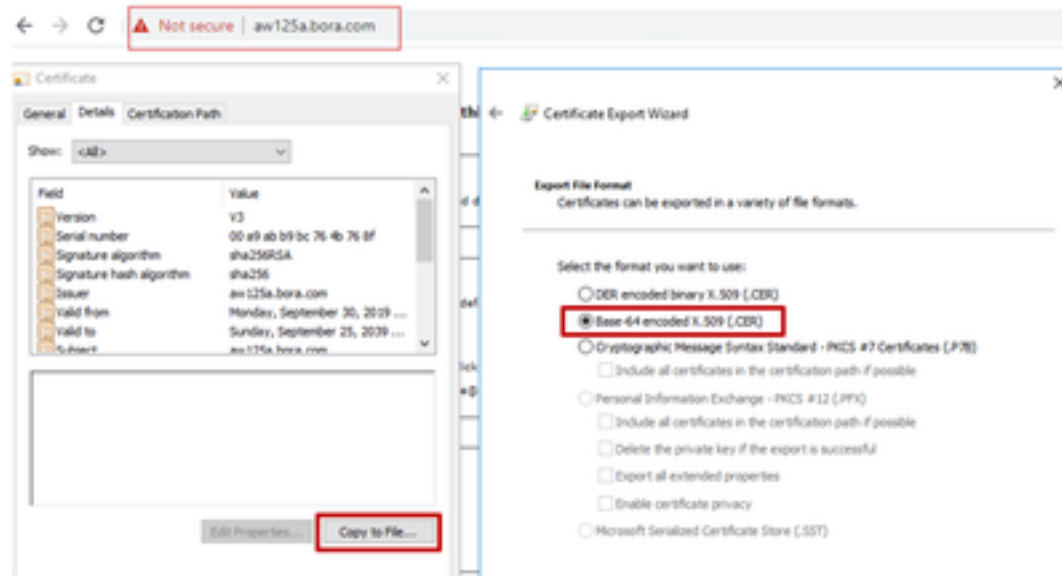 Not secure | aw125a.bora.com
Certificate
General Details Certification Path
Show: <All>
Field Value
Version V3
Serial number 00 a9 ab b9 bc 76 4b 76 8f
Signature algorithm sha256RSA
Signature hash algorithm sha256
Issuer aw125a.bora.com
Valid from Monday, September 30, 2019 ...
Valid to Sunday, September 25, 2039 ...
Subject aw125a.bora.com
Edit Properties...
Copy to File...
thi
d d
def
lick
Certificate Export Wizard
Export File Format
Certificates can be exported in a variety of file formats.
Select the format you want to use:
DER encoded binary X.509 (.CER)
Base-64 encoded X.509 (.CER)
Cryptographic Message Syntax Standard - PKCS #7 Certificates (.P7B)
Include all certificates in the certification path if possible
Personal Information Exchange - PKCS #12 (.PFX)
Include all certificates in the certification path if possible
Delete the private key if the export is successful
Export all extended properties
Enable certificate privacy
Microsoft Serialized Certificate Store (.SST)